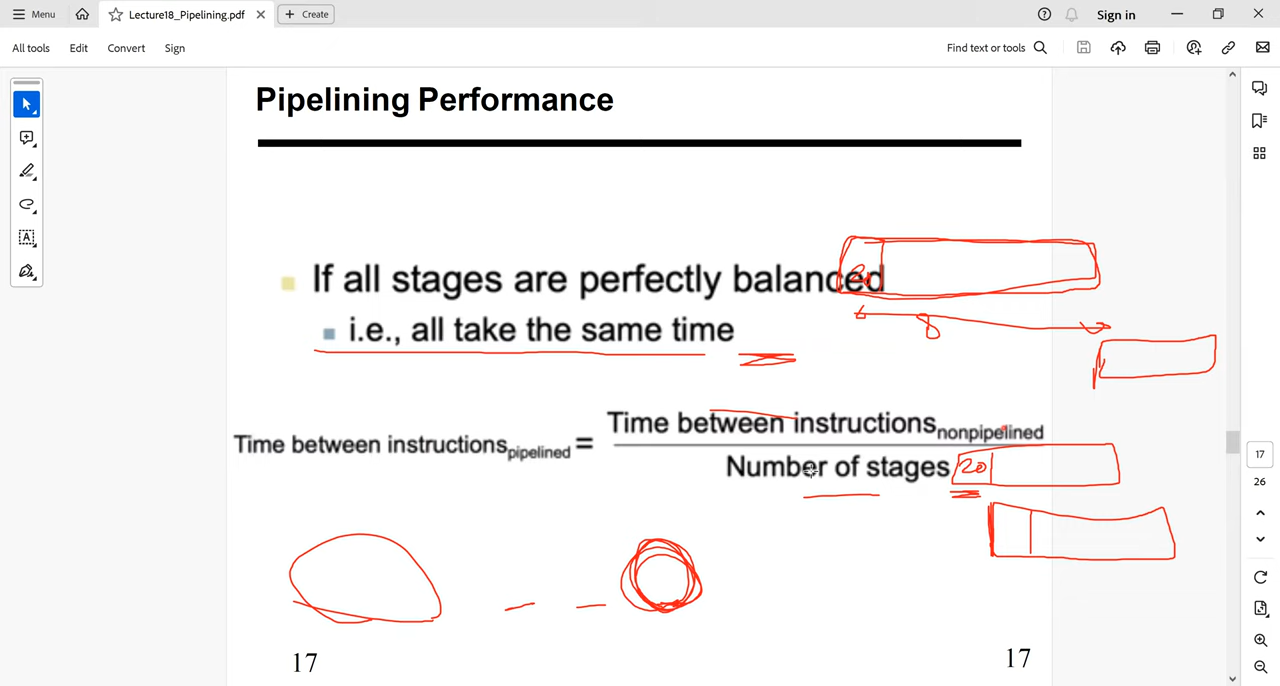 Menu
Lecture18_Pipelining.pdf
Create
Sign in
All tools
Edit
Convert
Sign
Find text or tools
Pipelining Performance
If all stages are perfectly balanced
20
i.e., all take the same time
8
Time between instructionspipelined = Time between instructionsnonpipelined
Number of stages
20
17
26
17
17